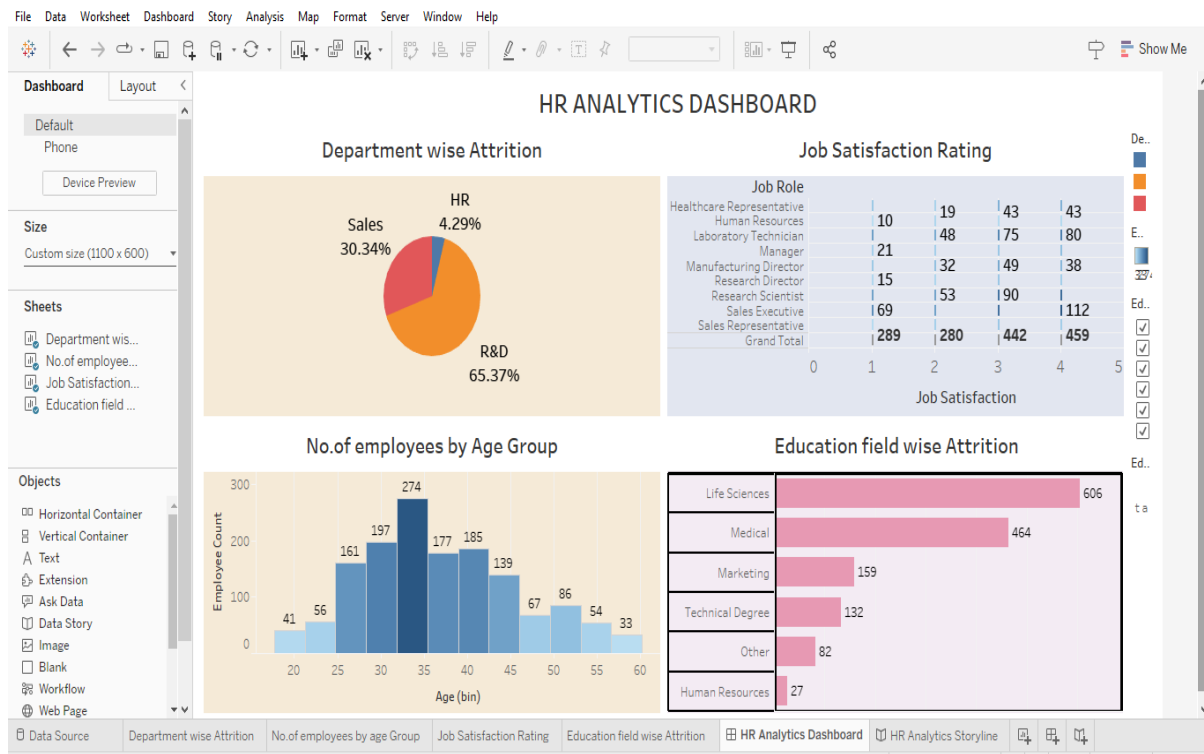 File Data Worksheet Dashboard Story Analysis Map Format Server Window Help
Show Me
Dashboard Layout
Default
Phone
Device Preview
Size
Custom size (1100 x 600)
Sheets
Department wis...
No.of employee...
Job Satisfaction...
Education field ...
Objects
Horizontal Container
Vertical Container
Text
Extension
Ask Data
Data Story
Image
Blank
Workflow
Web Page
HR ANALYTICS DASHBOARD
Department wise Attrition
HR
4.29%
Sales
30.34%
R&D
65.37%
Job Satisfaction Rating
Job Role
Healthcare Representative 19 43 43
Human Resources 10
Laboratory Technician 48 75 80
Manager 21
Manufacturing Director 32 49 38
Research Director 15
Research Scientist 53 90
Sales Executive 69 112
Sales Representative
Grand Total 289 280 442 459
0 1 2 3 4 5
Job Satisfaction
De..
E..
Ed..
Ed..
t a
No.of employees by Age Group
Employee Count
300
200
100
0
41 56 161 197 274 177 185 139 67 86 54 33
20 25 30 35 40 45 50 55 60
Age (bin)
Education field wise Attrition
Life Sciences 606
Medical 464
Marketing 159
Technical Degree 132
Other 82
Human Resources 27
Data Source Department wise Attrition No.of employees by age Group Job Satisfaction Rating Education field wise Attrition HR Analytics Dashboard HR Analytics Storyline